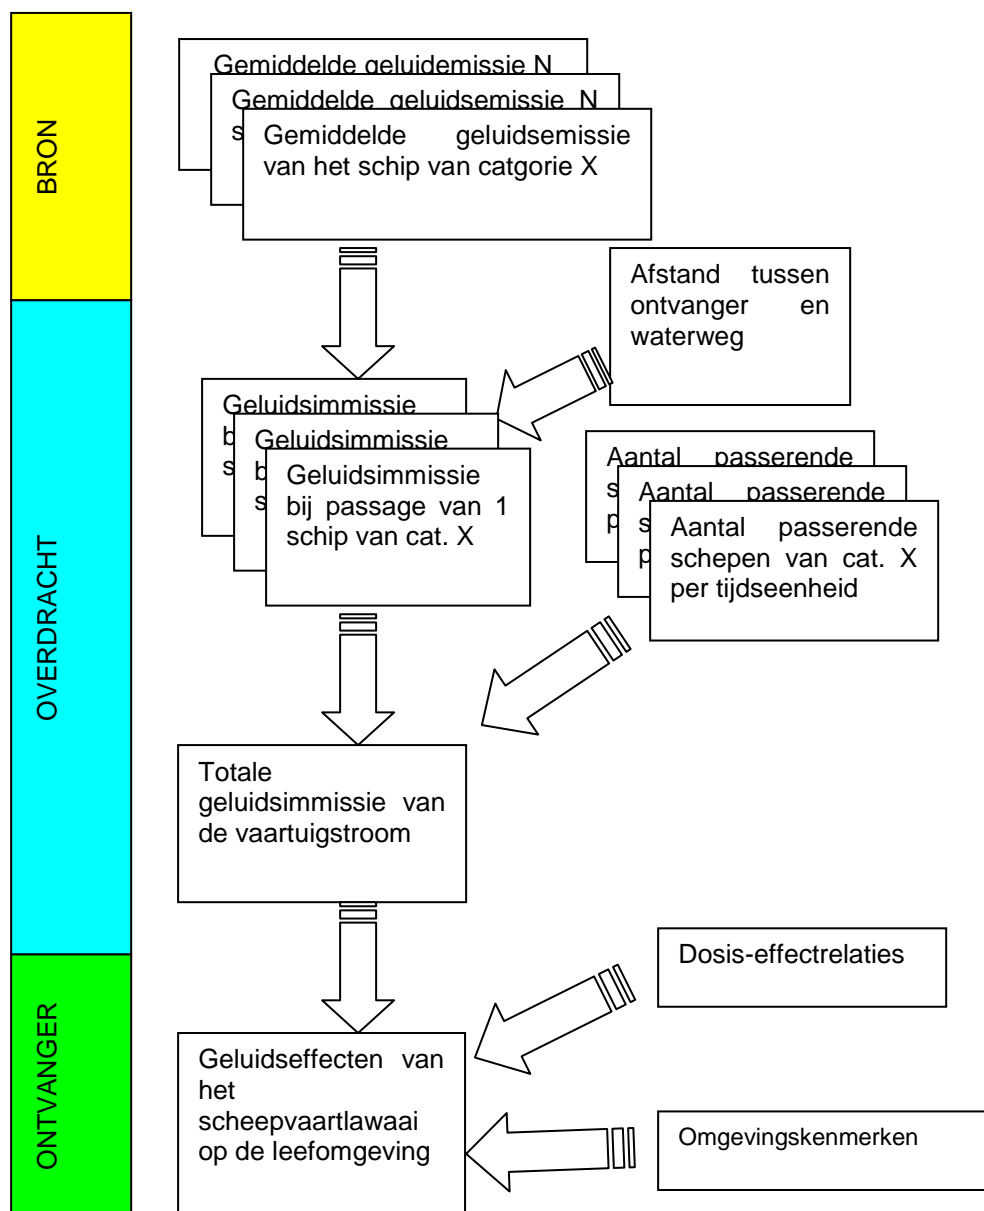 BRON
Gemiddelde geluidemissie N
Gemiddelde geluidsemissie N
s
Gemiddelde geluidsemissie
van het schip van catgorie X
Afstand tussen
ontvanger en
waterweg
OVERDRACHT
Geluidsimmissie
b
s
Geluidsimmissie
b
s
Geluidsimmissie
bij passage van 1
schip van cat. X
Aantal passerende
s
p
Aantal passerende
s
p
Aantal passerende
schepen van cat. X
per tijdseenheid
Totale
geluidsimmissie van
de vaartuigstroom
ONTVANGER
Dosis-effectrelaties
Geluidseffecten van
het
scheepvaartlawaai
op de leefomgeving
Omgevingskenmerken